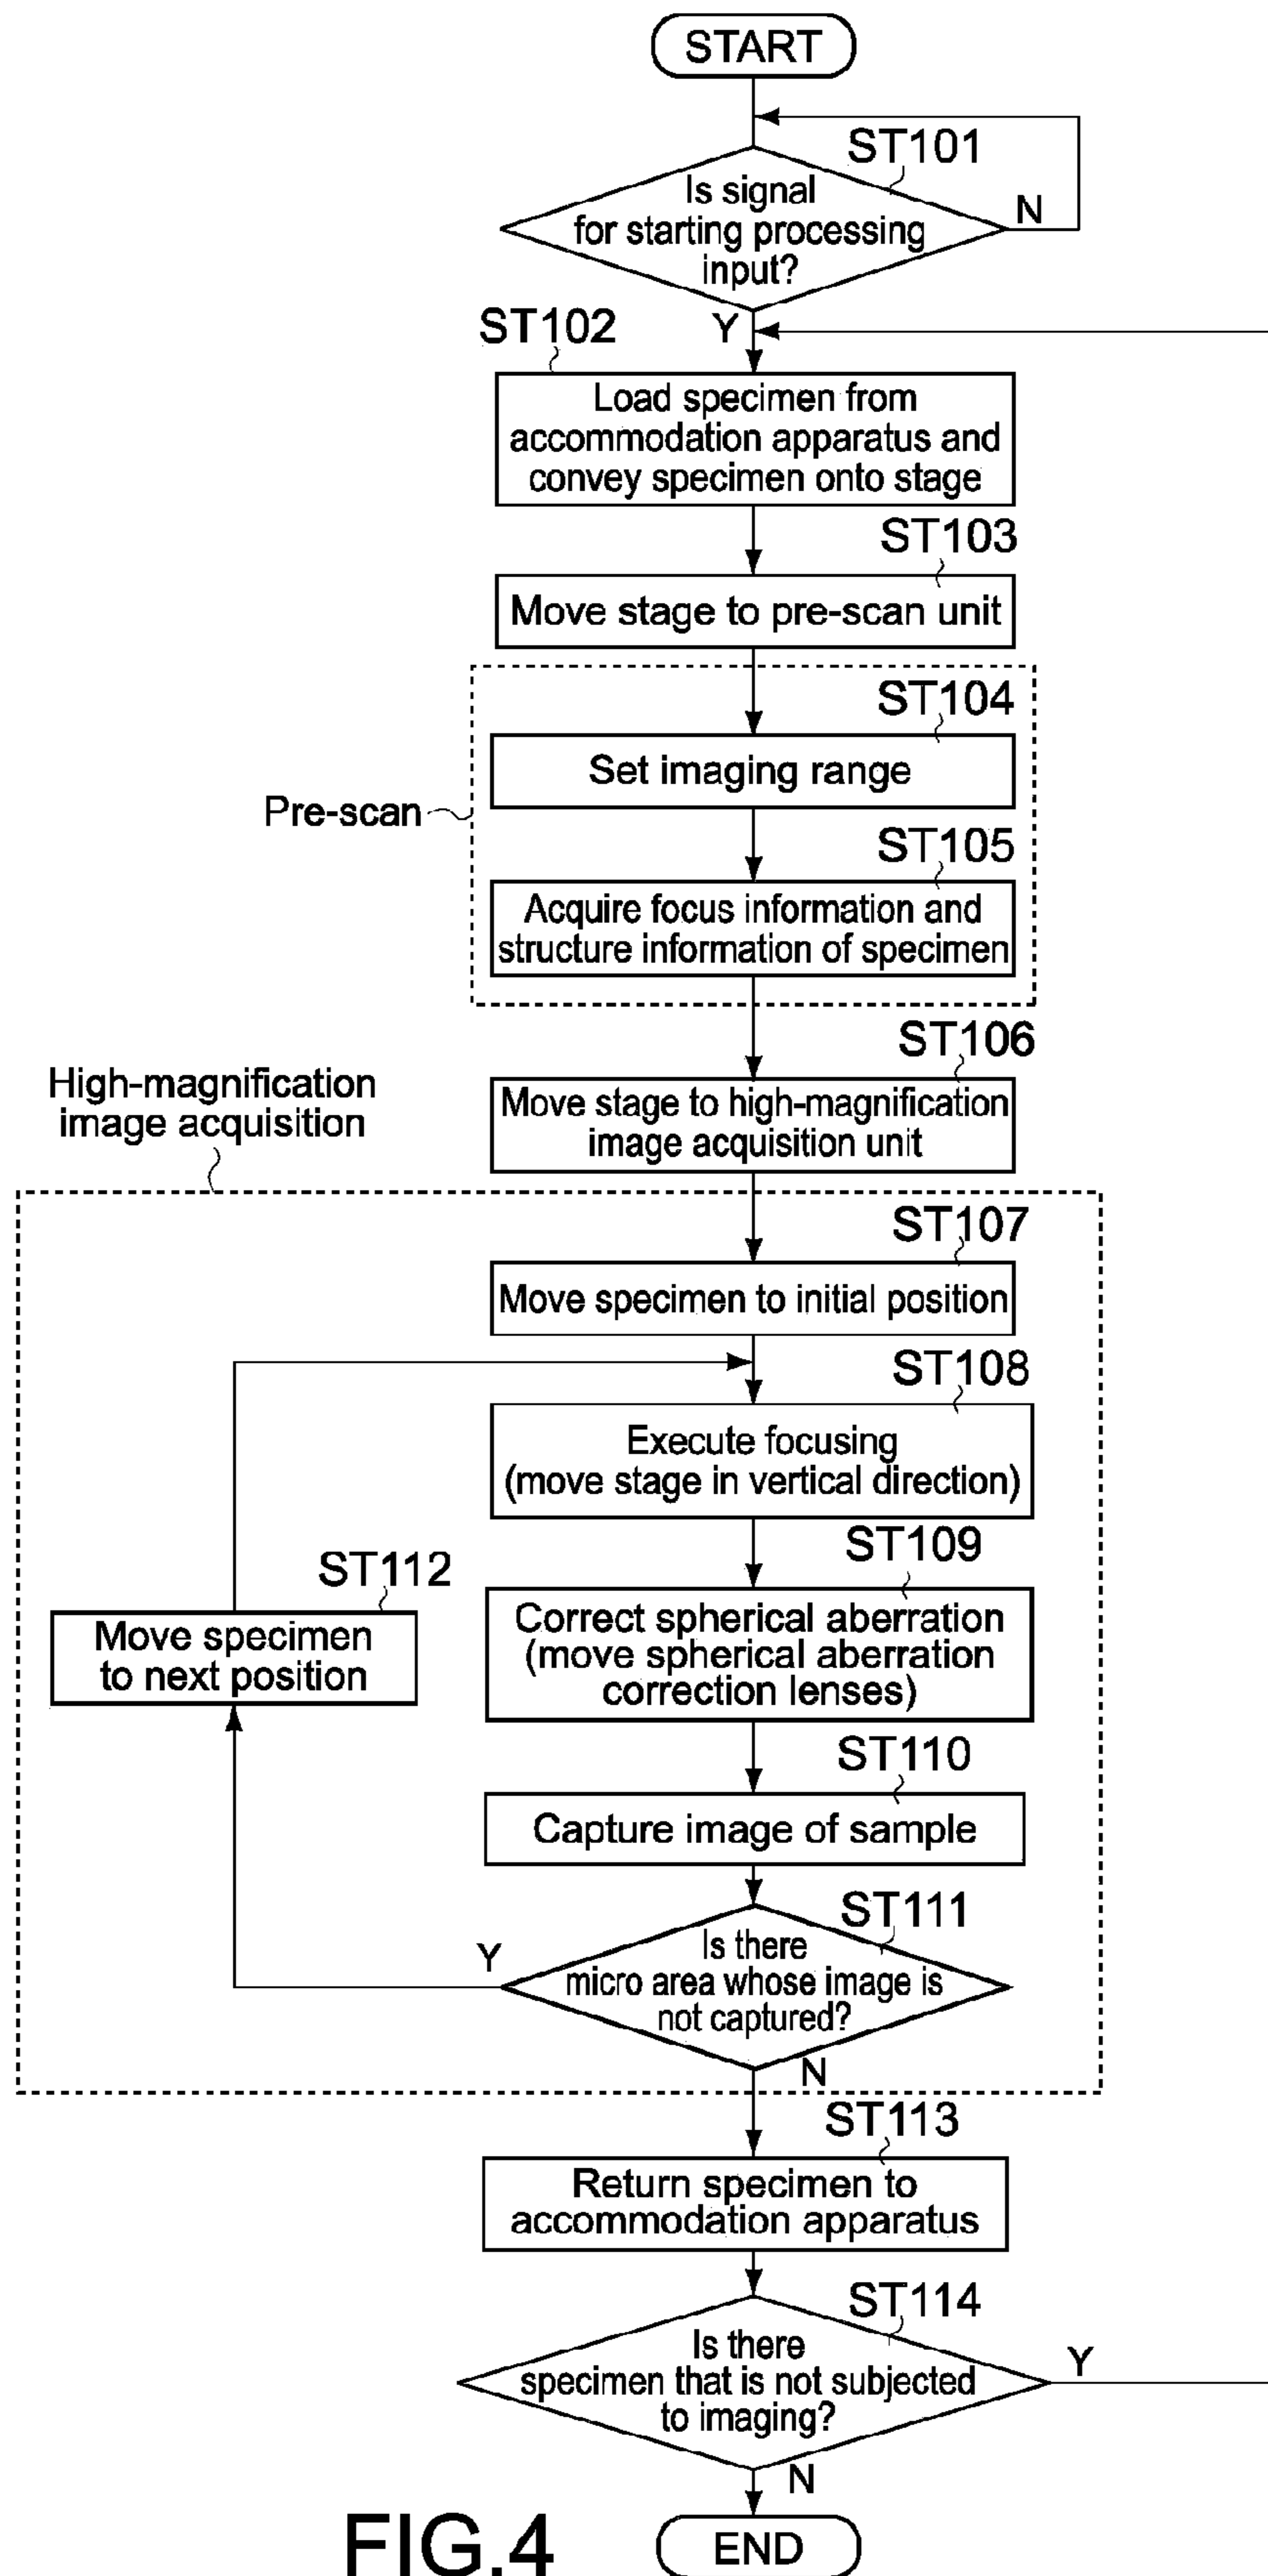 START
ST101
Is signal
for starting processing
input?
N
Y
ST102
Load specimen from
accommodation apparatus and
convey specimen onto stage
ST103
Move stage to pre-scan unit
ST104
Set imaging range
Pre-scan
ST105
Acquire focus information and
structure information of specimen
ST106
Move stage to high-magnification
image acquisition unit
High-magnification
image acquisition
ST107
Move specimen to initial position
ST108
Execute focusing
(move stage in vertical direction)
ST109
Correct spherical aberration
(move spherical aberration
correction lenses)
ST112
Move specimen
to next position
ST110
Capture image of sample
ST111
Is there
micro area whose image is
not captured?
Y
N
ST113
Return specimen to
accommodation apparatus
ST114
Is there
specimen that is not subjected
to imaging?
Y
N
END
FIG.4